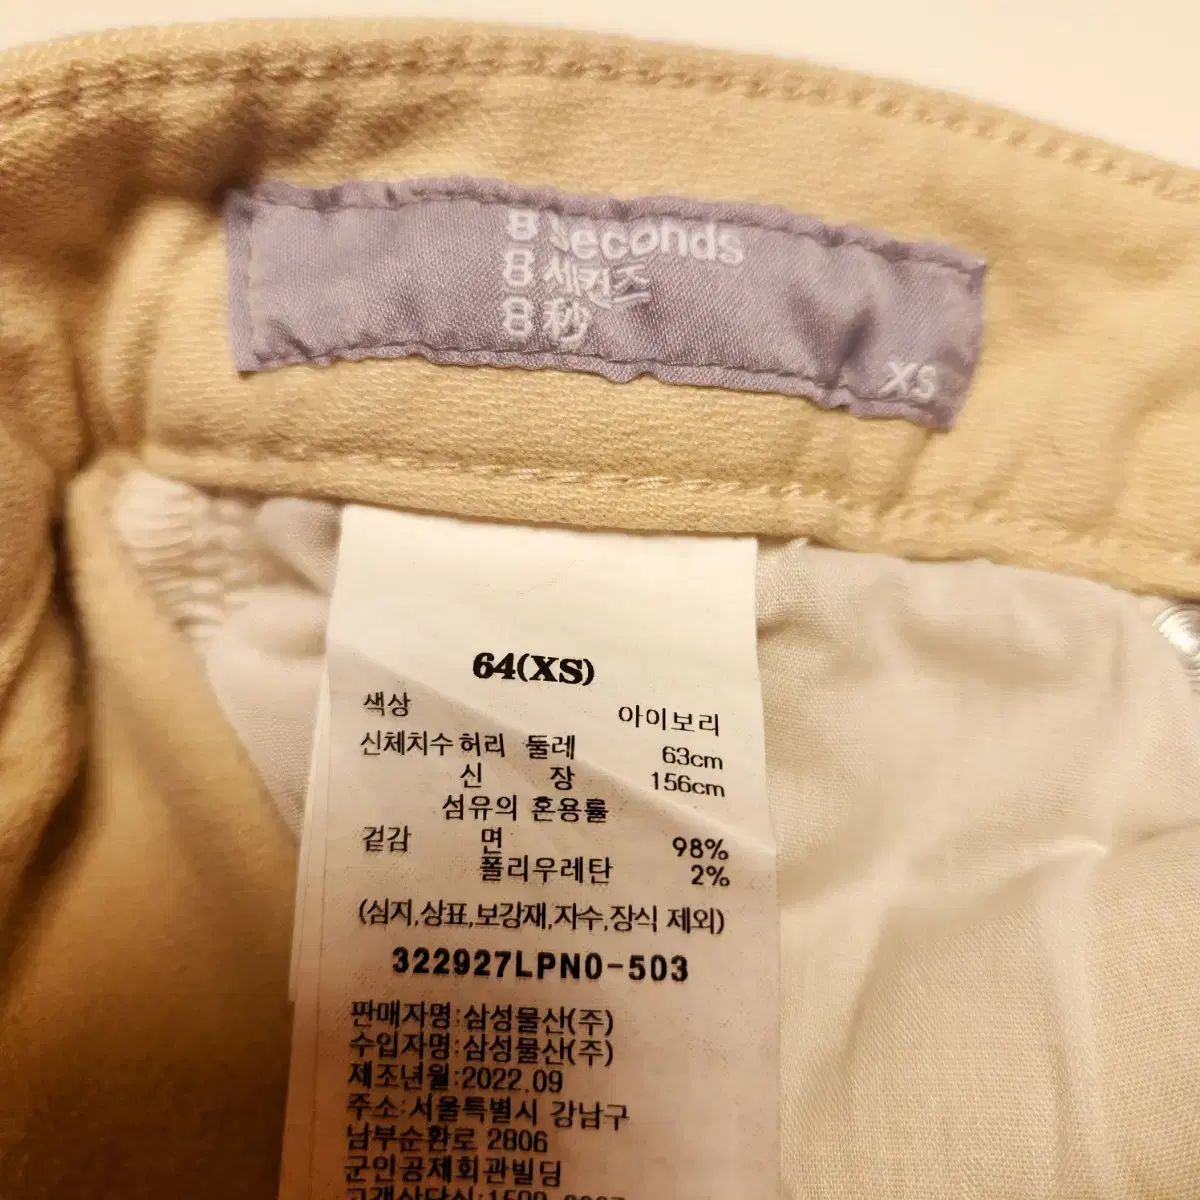 8 seconds
8 세컨즈
8 秒
XS
64(XS)
색상 아이보리
신체치수 허리 둘레 63cm
신 장 156cm
섬유의 혼용률
겉감 면 98%
폴리우레탄 2%
(심지,상표,보강재,자수,장식 제외)
322927LPN0-503
판매자명:삼성물산(주)
수입자명:삼성물산(주)
제조년월:2022.09
주소:서울특별시 강남구
남부순환로 2806
군인공제회관빌딩